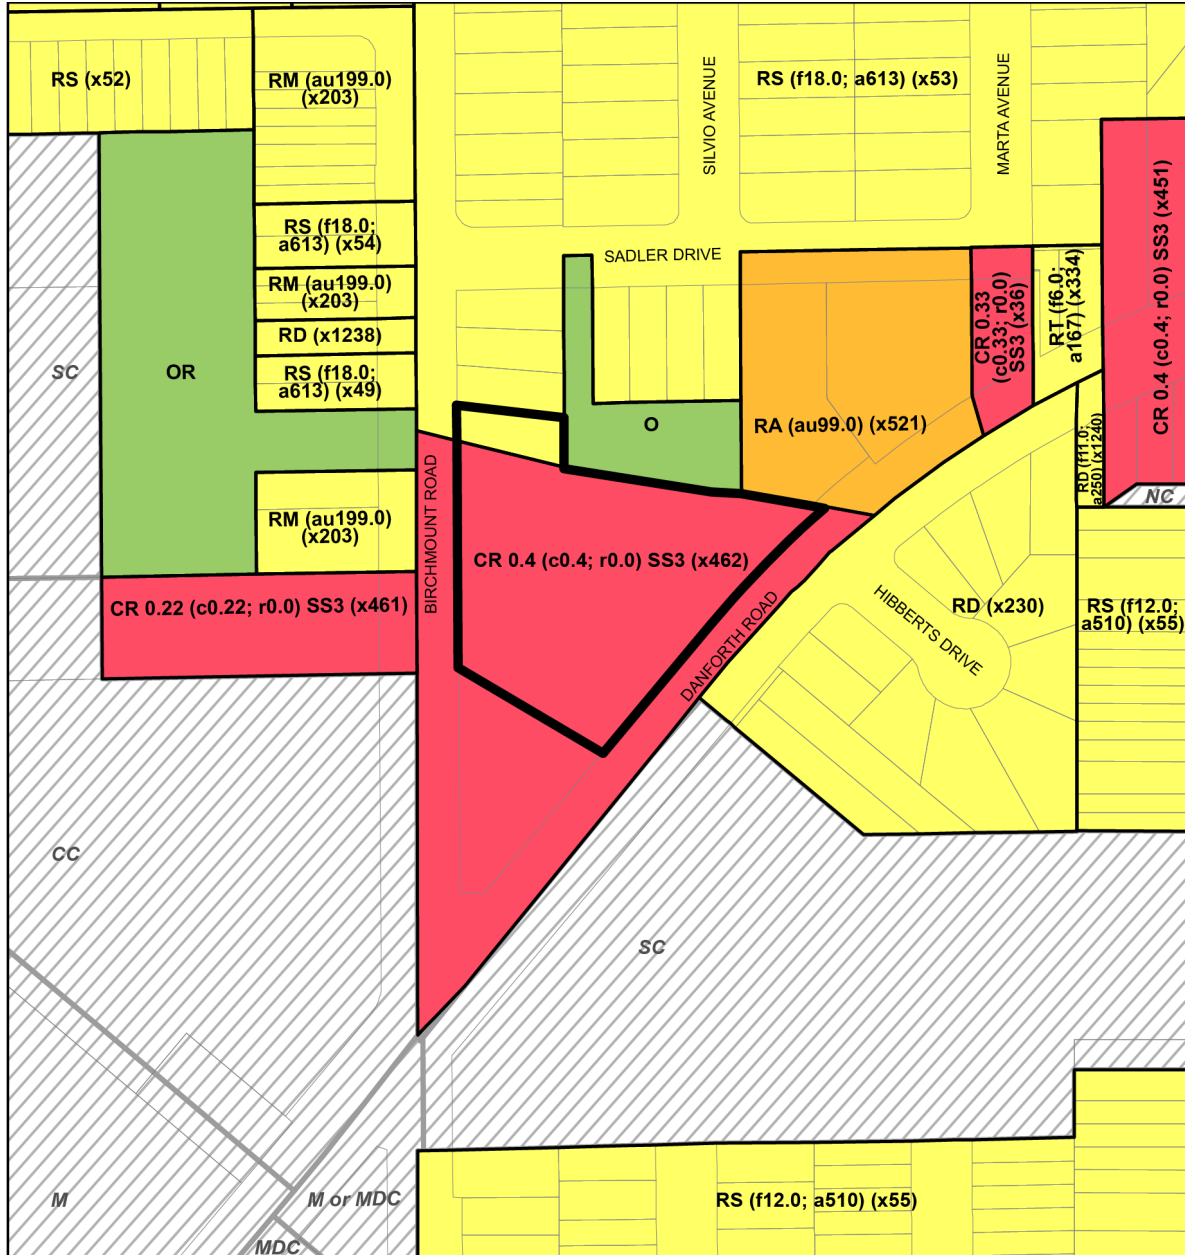 RS (x52)
RM (au199.0)
(x203)
SILVIO AVENUE
RS (f18.0; a613) (x53)
MARTA AVENUE
CR 0.4 (c0.4; r0.0) SS3 (x451)
RS (f18.0;
a613) (x54)
SADLER DRIVE
RM (au199.0)
(x203)
CR 0.33
(c0.33; r0.0)
SS3 (x36)
RT (f6.0;
a167) (x334)
RD (x1238)
SC
OR
RS (f18.0;
a613) (x49)
O
RA (au99.0) (x521)
RD (f11.0;
a250) (x1240)
NC
BIRCHMOUNT ROAD
RM (au199.0)
(x203)
CR 0.4 (c0.4; r0.0) SS3 (x462)
CR 0.22 (c0.22; r0.0) SS3 (x461)
DANFORTH ROAD
HIBBERTS DRIVE
RD (x230)
RS (f12.0;
a510) (x55)
CC
SC
M
M or MDC
RS (f12.0; a510) (x55)
MDC